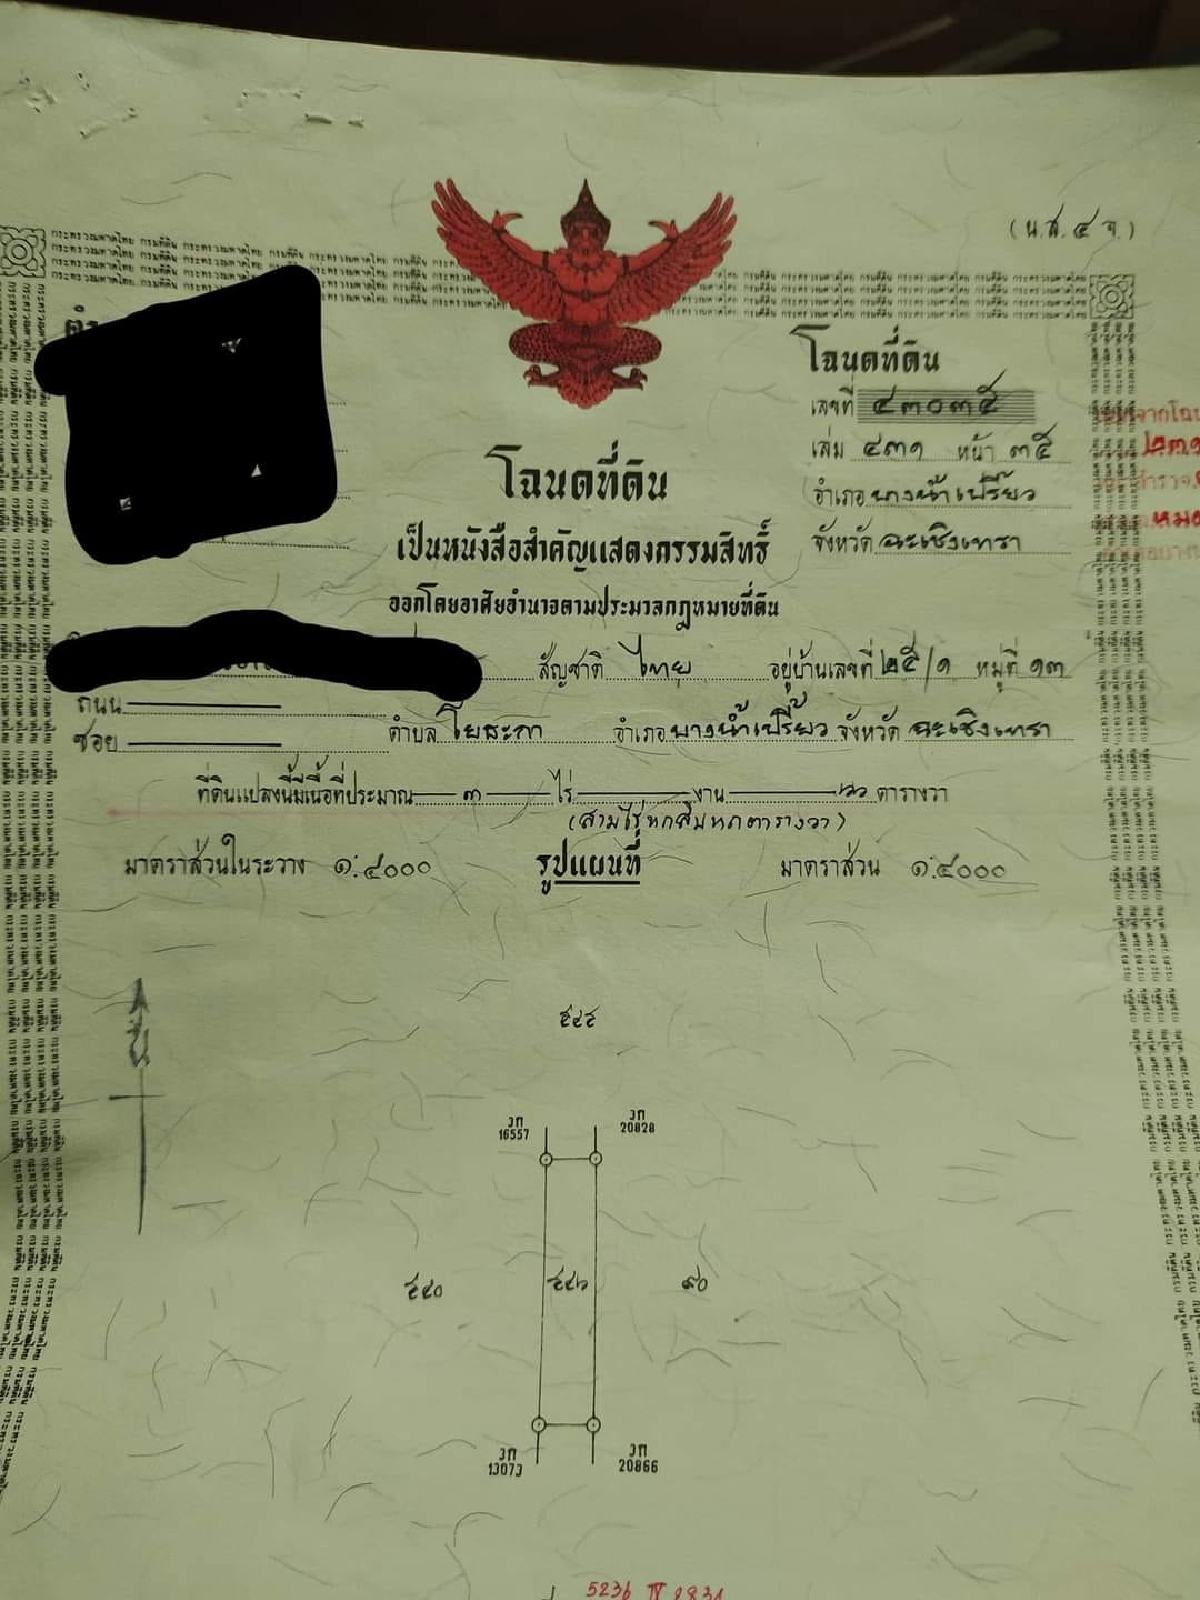 (น.ส. ๔ จ.)
โฉนดที่ดิน
เลขที่ ๔๓๐๓๕
เล่ม ๔๓๑ หน้า ๓๕
อำเภอ บางน้ำเปรี้ยว
จังหวัด ฉะเชิงเทรา
โฉนดที่ดิน
เป็นหนังสือสำคัญแสดงกรรมสิทธิ์
ออกโดยอาศัยอำนาจตามประมวลกฎหมายที่ดิน
สัญชาติ ไทย อยู่บ้านเลขที่ ๒๕/๑ หมู่ที่ ๑๓
ถนน
ซอย ตำบล โยธะกา อำเภอ บางน้ำเปรี้ยว จังหวัด ฉะเชิงเทรา
ที่ดินแปลงนี้มีเนื้อที่ประมาณ ๓ ไร่ งาน ๖๖ ตารางวา
(สามไร่หกสิบหกตารางวา)
มาตราส่วนในระวาง ๑:๔๐๐๐ รูปแผนที่ มาตราส่วน ๑:๔๐๐๐
น
วก 16557 วก 20828
๙๐
วก 13073 วก 20866
5236 IV